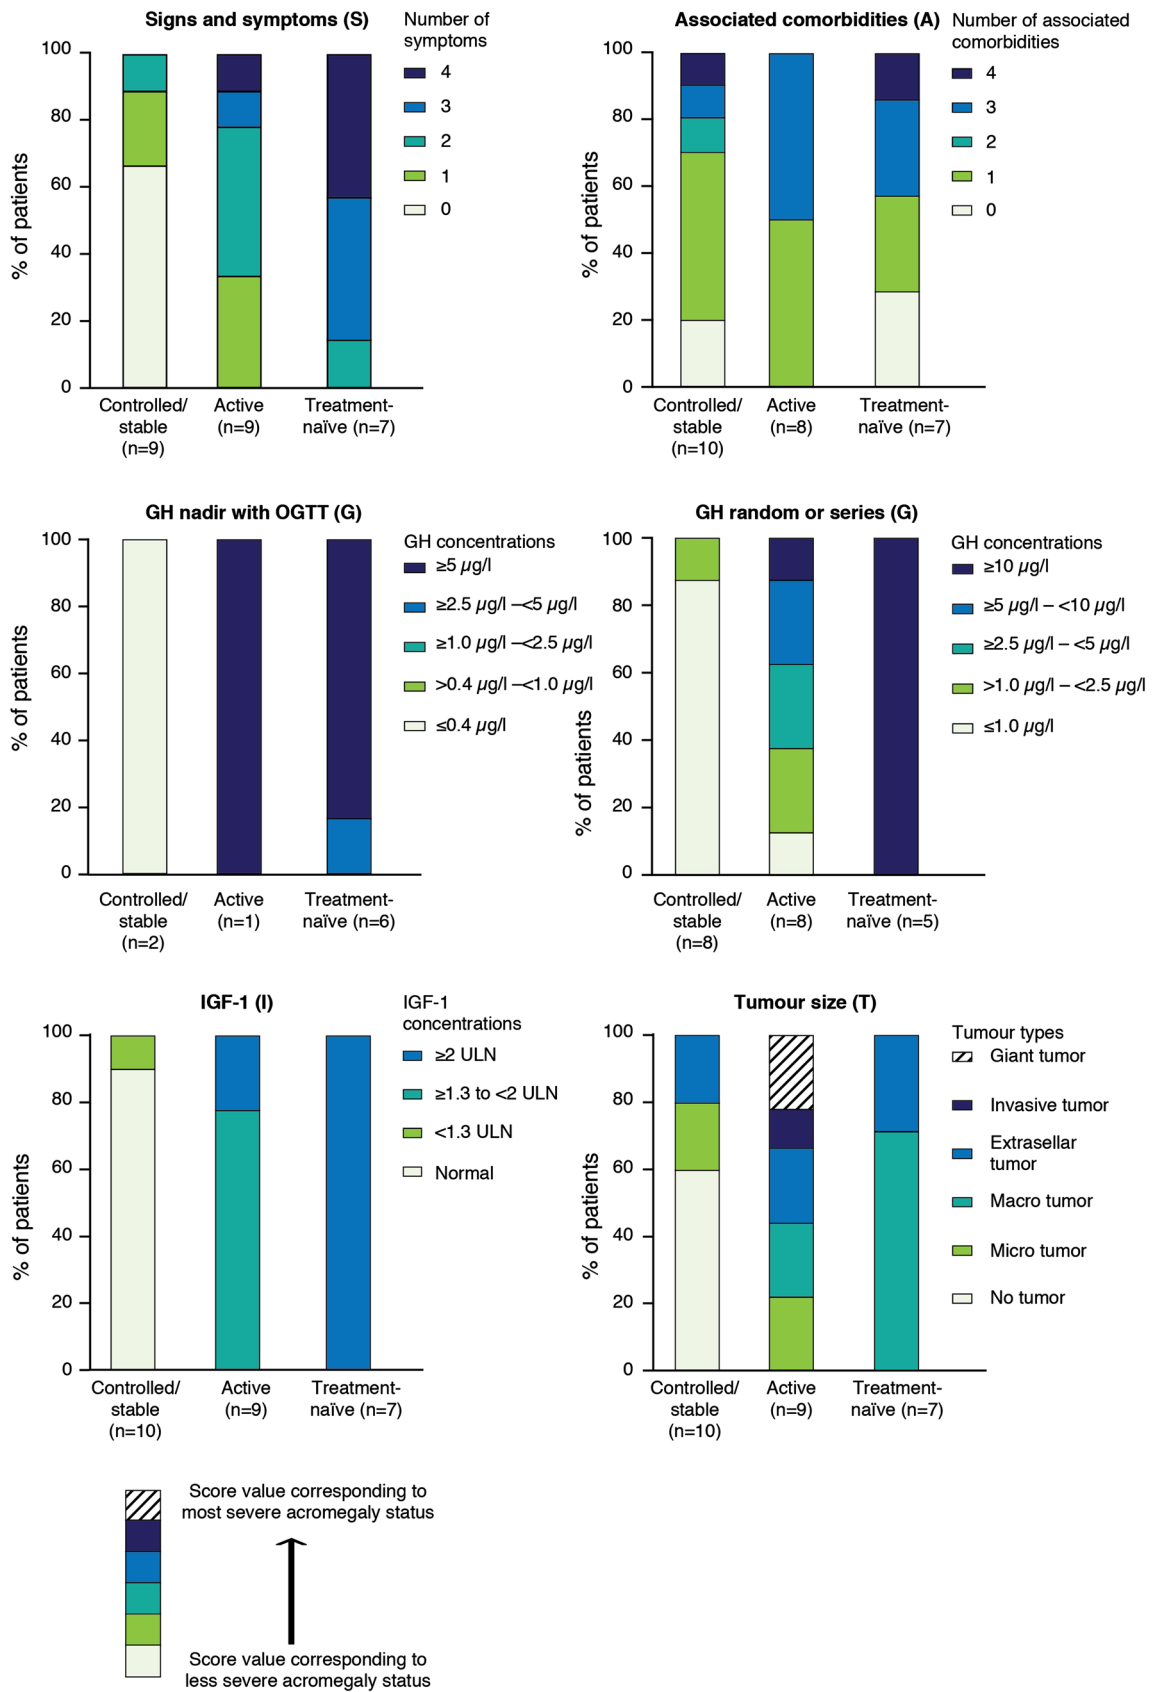 Signs and symptoms (S)
Number of
symptoms
4
3
2
1
0
% of patients
100
80
60
40
20
0
Controlled/
stable
(n=9)
Active
(n=9)
Treatment-
naïve (n=7)
Associated comorbidities (A)
Number of associated
comorbidities
4
3
2
1
0
% of patients
100
80
60
40
20
0
Controlled/
stable
(n=10)
Active
(n=8)
Treatment-
naïve (n=7)
GH nadir with OGTT (G)
GH concentrations
≥5 µg/l
≥2.5 µg/l –<5 µg/l
≥1.0 µg/l –<2.5 µg/l
>0.4 µg/l –<1.0 µg/l
≤0.4 µg/l
% of patients
100
80
60
40
20
0
Controlled/
stable
(n=2)
Active
(n=1)
Treatment-
naïve (n=6)
GH random or series (G)
GH concentrations
≥10 µg/l
≥5 µg/l – <10 µg/l
≥2.5 µg/l – <5 µg/l
>1.0 µg/l – <2.5 µg/l
≤1.0 µg/l
% of patients
100
80
60
40
20
0
Controlled/
stable
(n=8)
Active
(n=8)
Treatment-
naïve (n=5)
IGF-1 (I)
IGF-1
concentrations
≥2 ULN
≥1.3 to <2 ULN
<1.3 ULN
Normal
% of patients
100
80
60
40
20
0
Controlled/
stable
(n=10)
Active
(n=9)
Treatment-
naïve (n=7)
Tumour size (T)
Tumour types
Giant tumor
Invasive tumor
Extrasellar
tumor
Macro tumor
Micro tumor
No tumor
% of patients
100
80
60
40
20
0
Controlled/
stable
(n=10)
Active
(n=9)
Treatment-
naïve (n=7)
Score value corresponding to
most severe acromegaly status
Score value corresponding to
less severe acromegaly status